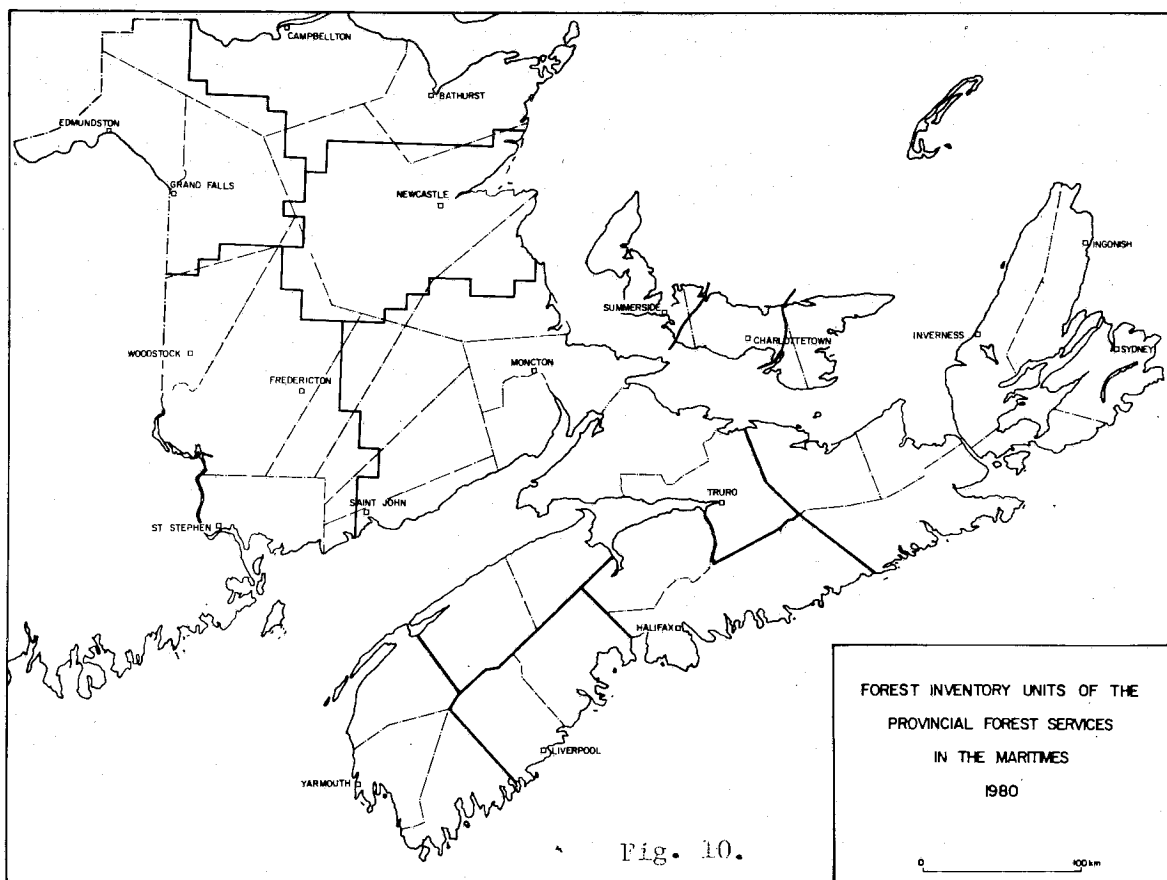 CAMPBELLTON
BATHURST
EDMUNDSTON
GRAND FALLS
NEWCASTLE
INGONISH
SUMMERSIDE
CHARLOTTETOWN
INVERNESS
SYDNEY
WOODSTOCK
MONCTON
FREDERICTON
TRURO
SAINT JOHN
ST STEPHEN
HALIFAX
LIVERPOOL
YARMOUTH
FOREST INVENTORY UNITS OF THE
PROVINCIAL FOREST SERVICES
IN THE MARITIMES
1980
0 100 km
Fig. 10.